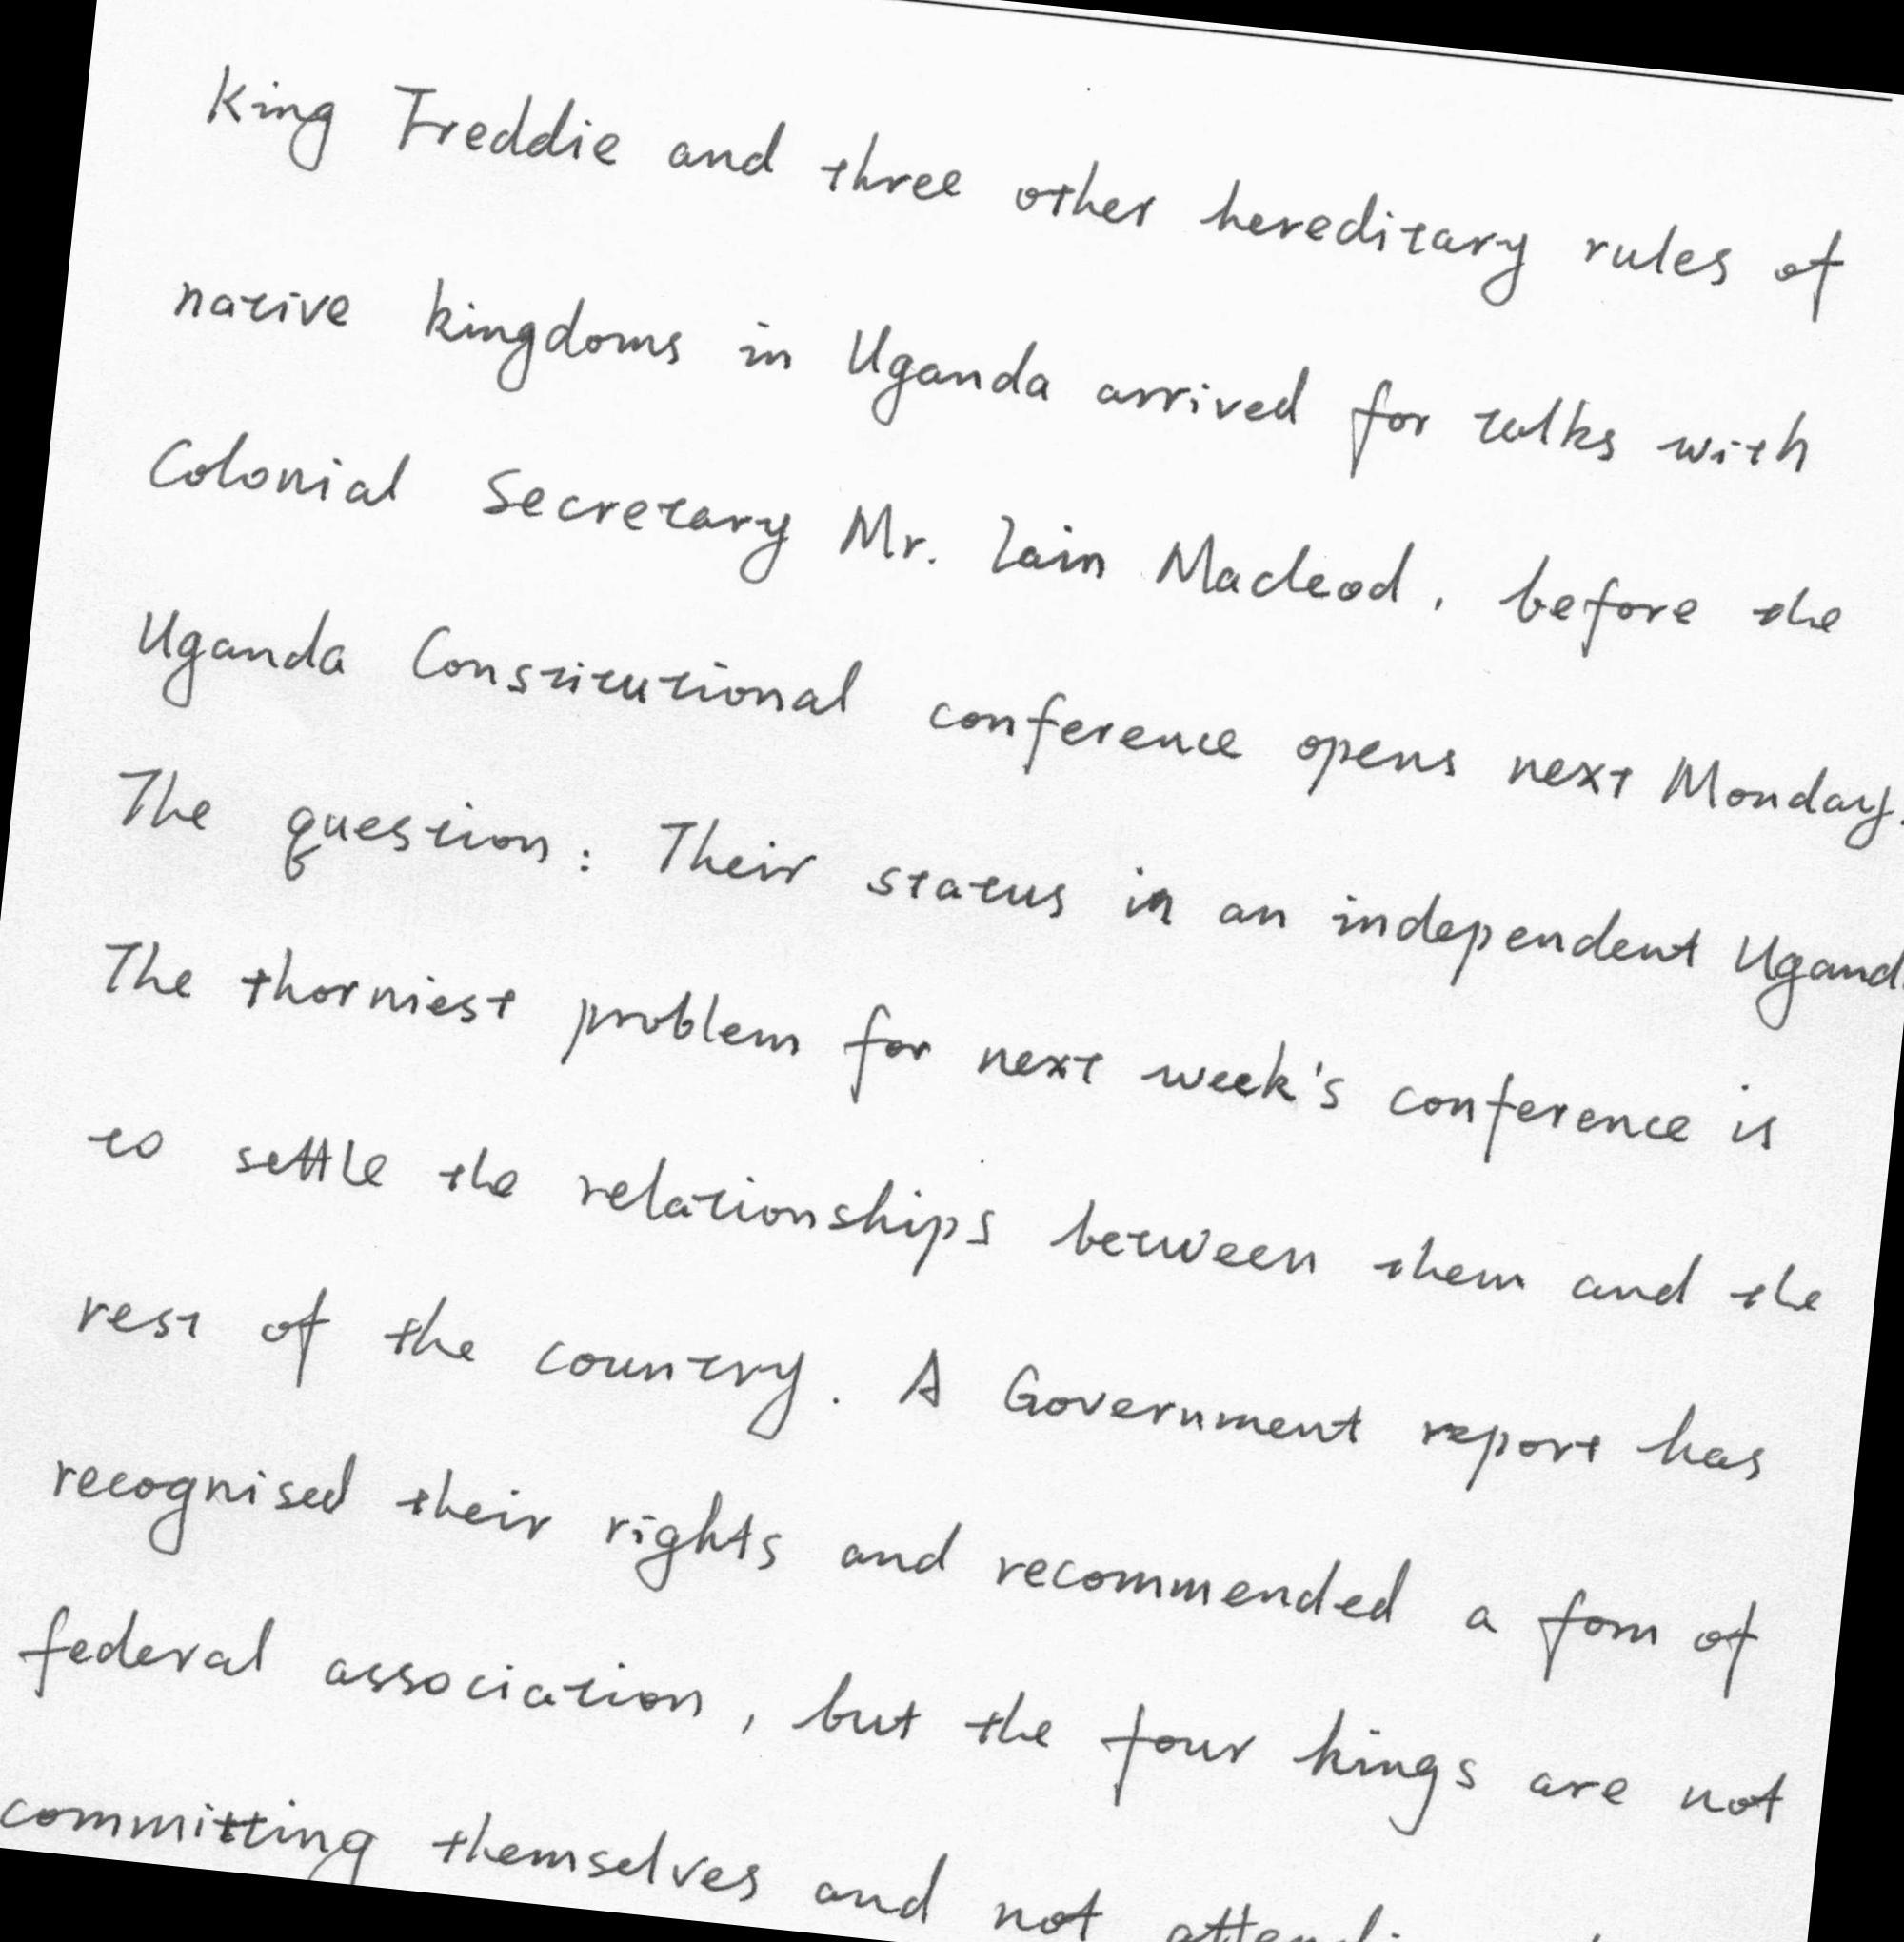 King Freddie and three other hereditary rules of
native kingdoms in Uganda arrived for talks with
Colonial Secretary Mr. Iain Macleod, before the
Uganda Constitutional conference opens next Monday.
The question: Their status in an independent
The thorniest problem for next week's conference is
to settle the relationships between them and the
rest of the country. A Government report has
recognised their rights and recommended a fom of
federal association, but the four kings are not
committing themselves and not